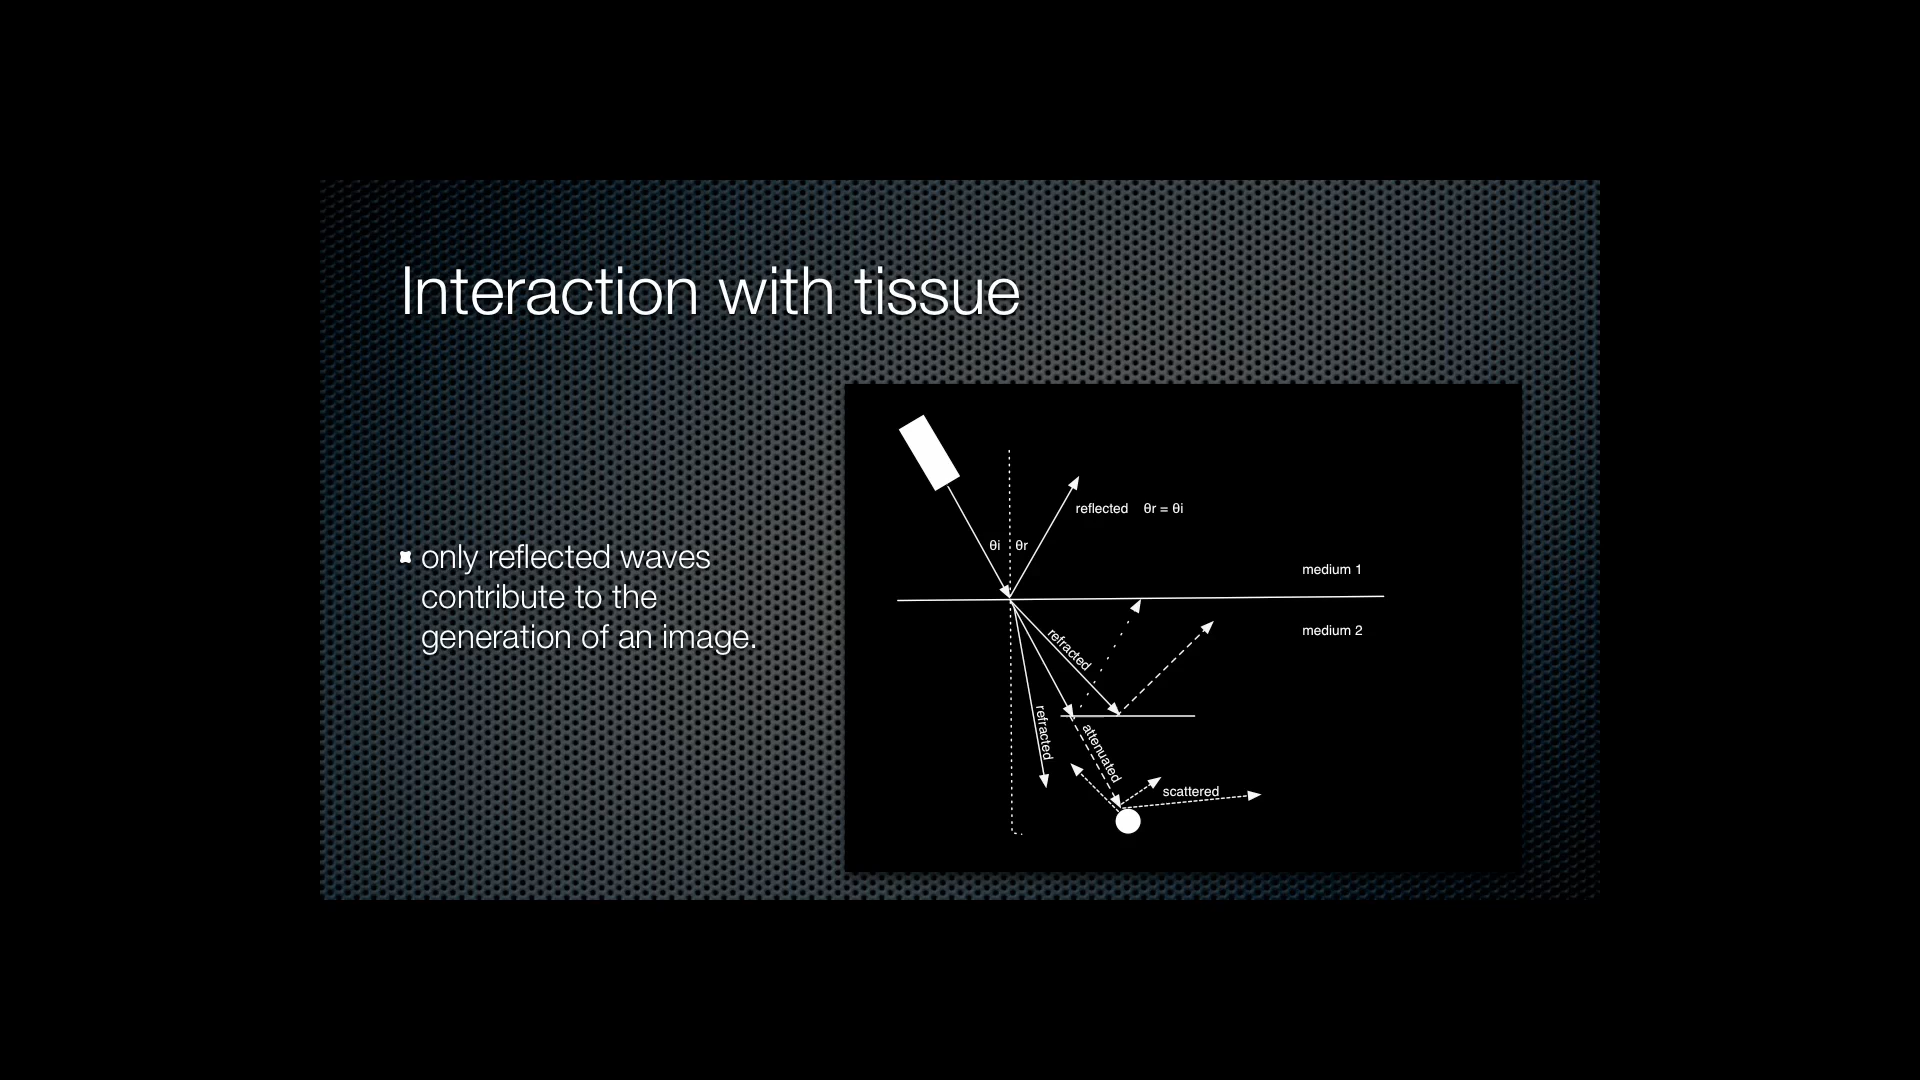 Interaction with tissue
only reflected waves
contribute to the
generation of an image.
reflected θr = θi
θi θr
medium 1
medium 2
refracted
refracted
attenuated
scattered